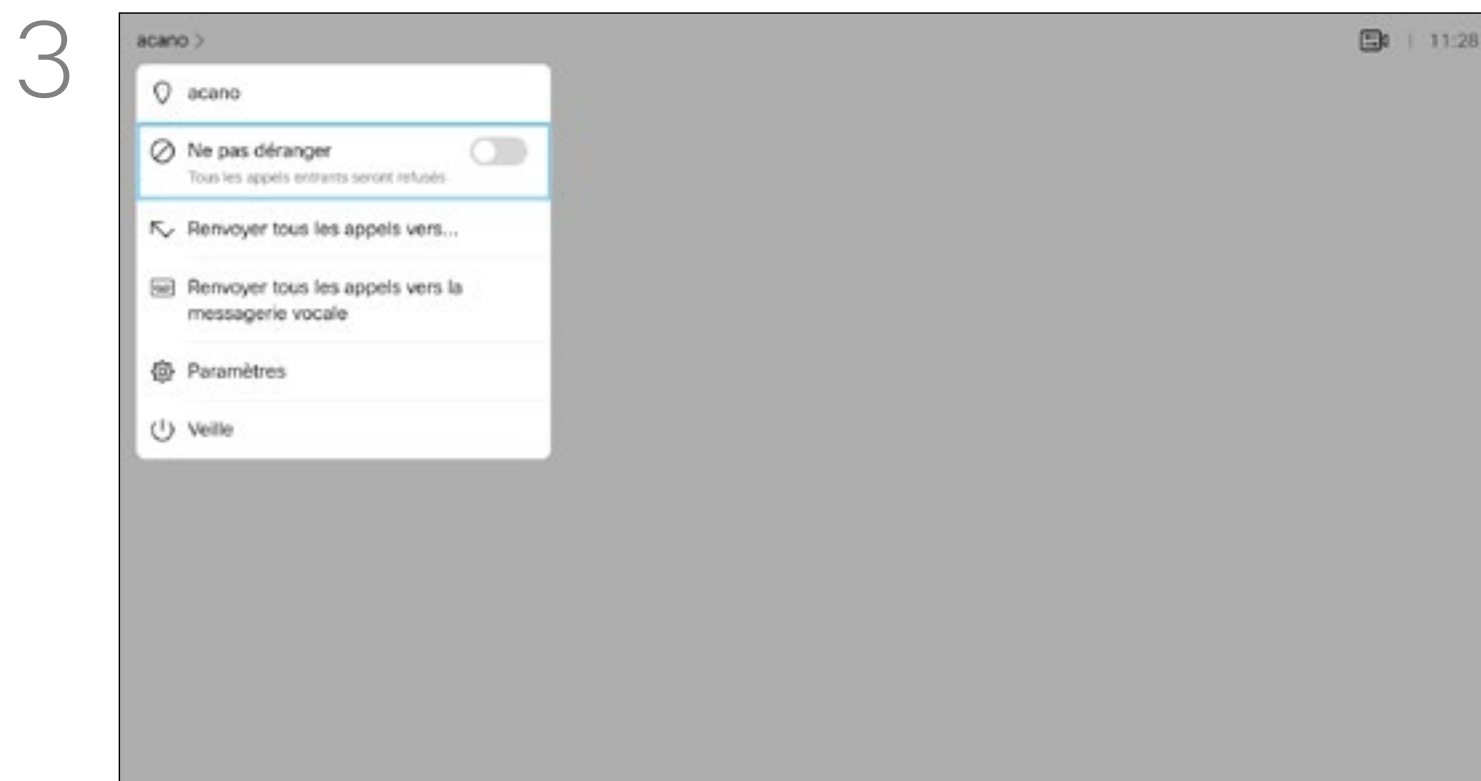 3
acano >
11:28
acano
Ne pas déranger
Tous les appels entrants seront refusés
Renvoyer tous les appels vers...
Renvoyer tous les appels vers la
messagerie vocale
Paramètres
Veille